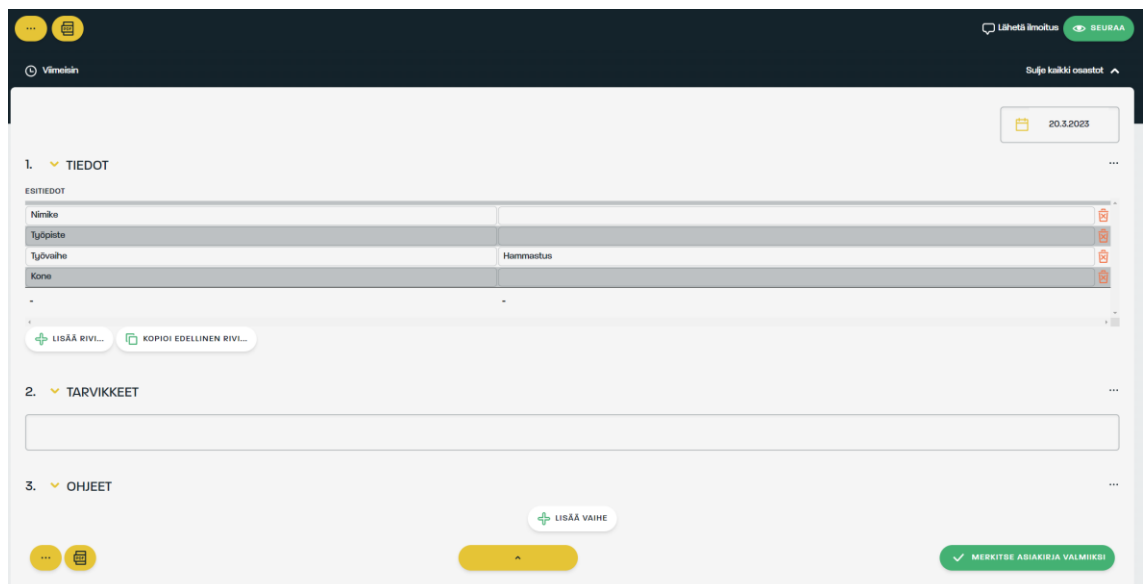 Lähetä ilmoitus SEURAA
Viimeisin Sulje kaikki osastot
20.3.2023
1. TIEDOT ...
ESITIEDOT
Nimike
Työpiste
Työvaihe Hammastus
Kone
- -
LISÄÄ RIVI... KOPIOI EDELLINEN RIVI...
2. TARVIKKEET ...
3. OHJEET ...
LISÄÄ VAIHE
... MERKITSE ASIAKIRJA VALMIIKSI